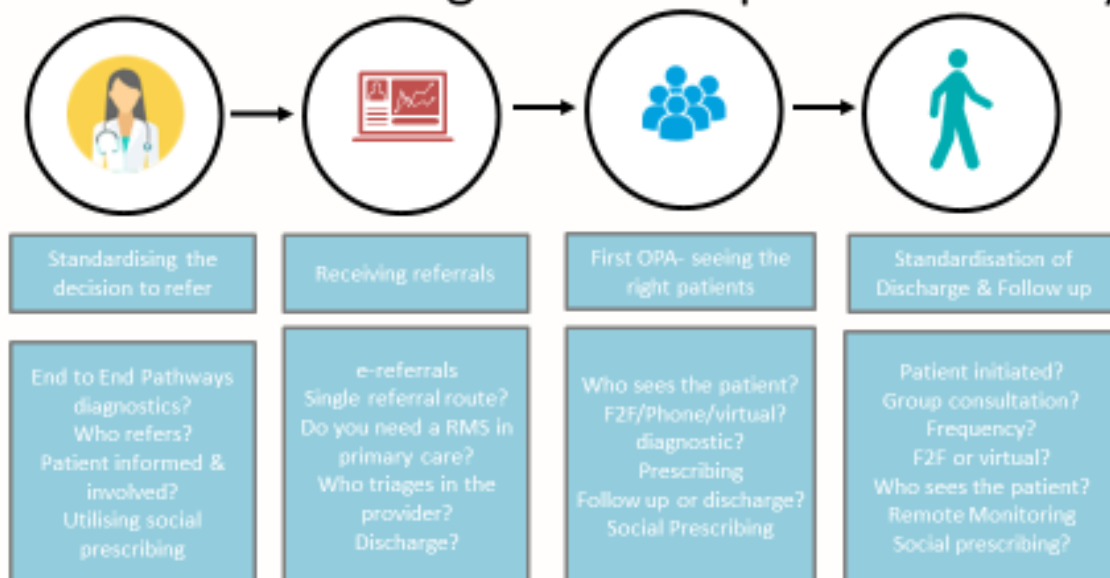 Standardising the
decision to refer
Receiving referrals
First OPA- seeing the
right patients
Standardisation of
Discharge & Follow up
End to End Pathways
diagnostics?
Who refers?
Patient informed &
involved?
Utilising social
prescribing
e-referrals
Single referral route?
Do you need a RMS in
primary care?
Who triages in the
provider?
Discharge?
Who sees the patient?
F2F/Phone/virtual?
diagnostic?
Prescribing
Follow up or discharge?
Social Prescribing
Patient initiated?
Group consultation?
Frequency?
F2F or virtual?
Who sees the patient?
Remote Monitoring
Social prescribing?